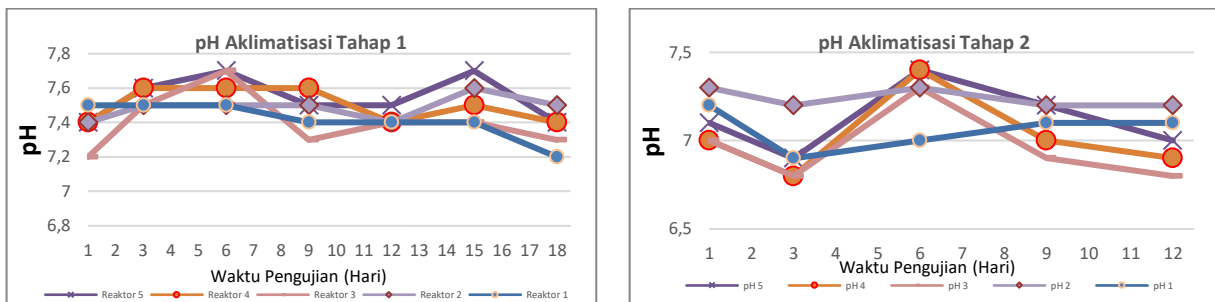 pH Aklimatisasi Tahap 1
7,8
7,6
7,4
7,2
7
6,8
pH
1 2 3 4 5 6 7 8 9 10 11 12 13 14 15 16 17 18
Waktu Pengujian (Hari)
Reaktor 5 Reaktor 4 Reaktor 3 Reaktor 2 Reaktor 1
pH Aklimatisasi Tahap 2
7,5
7
6,5
pH
1 2 3 4 5 6 7 8 9 10 11 12
Waktu Pengujian (Hari)
pH 5 pH 4 pH 3 pH 2 pH 1